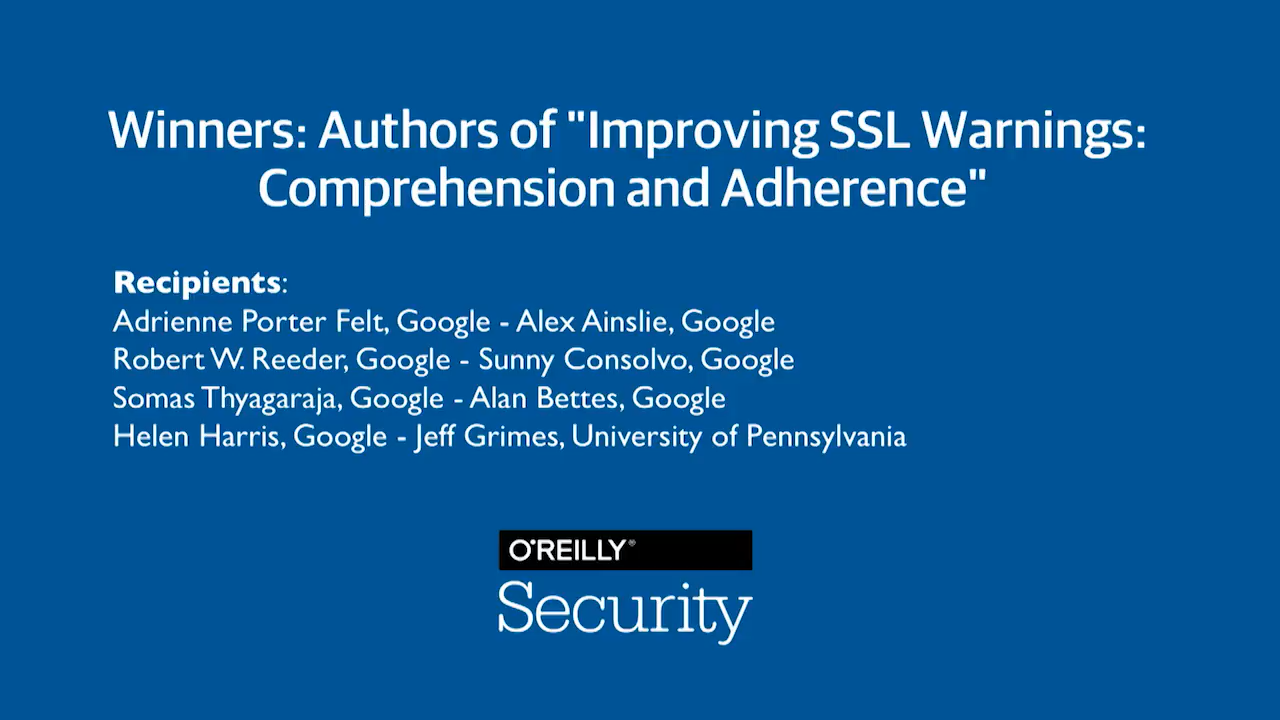 Winners: Authors of "Improving SSL Warnings:
Comprehension and Adherence"
Recipients:
Adrienne Porter Felt, Google - Alex Ainslie, Google
Robert W. Reeder, Google - Sunny Consolvo, Google
Somas Thyagaraja, Google - Alan Bettes, Google
Helen Harris, Google - Jeff Grimes, University of Pennsylvania
O'REILLY®
Security